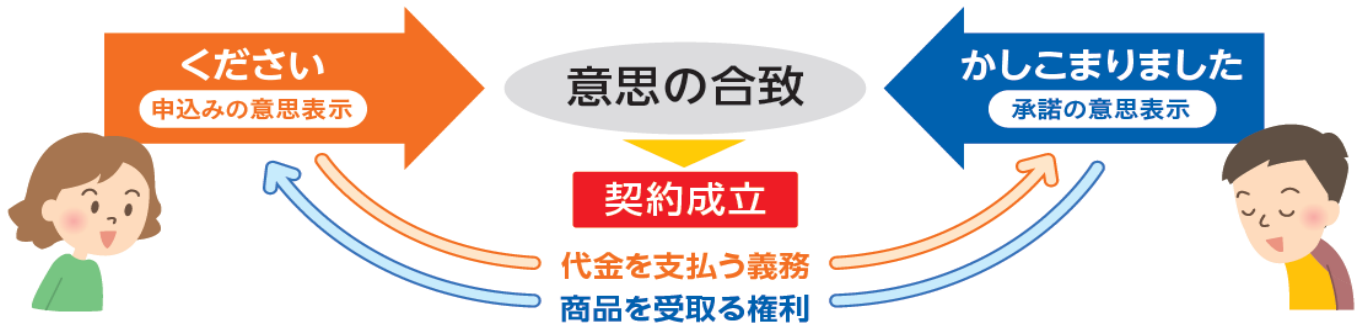 ください
申込みの意思表示
意思の合致
かしこまりました
承諾の意思表示
契約成立
代金を支払う義務
商品を受取る権利